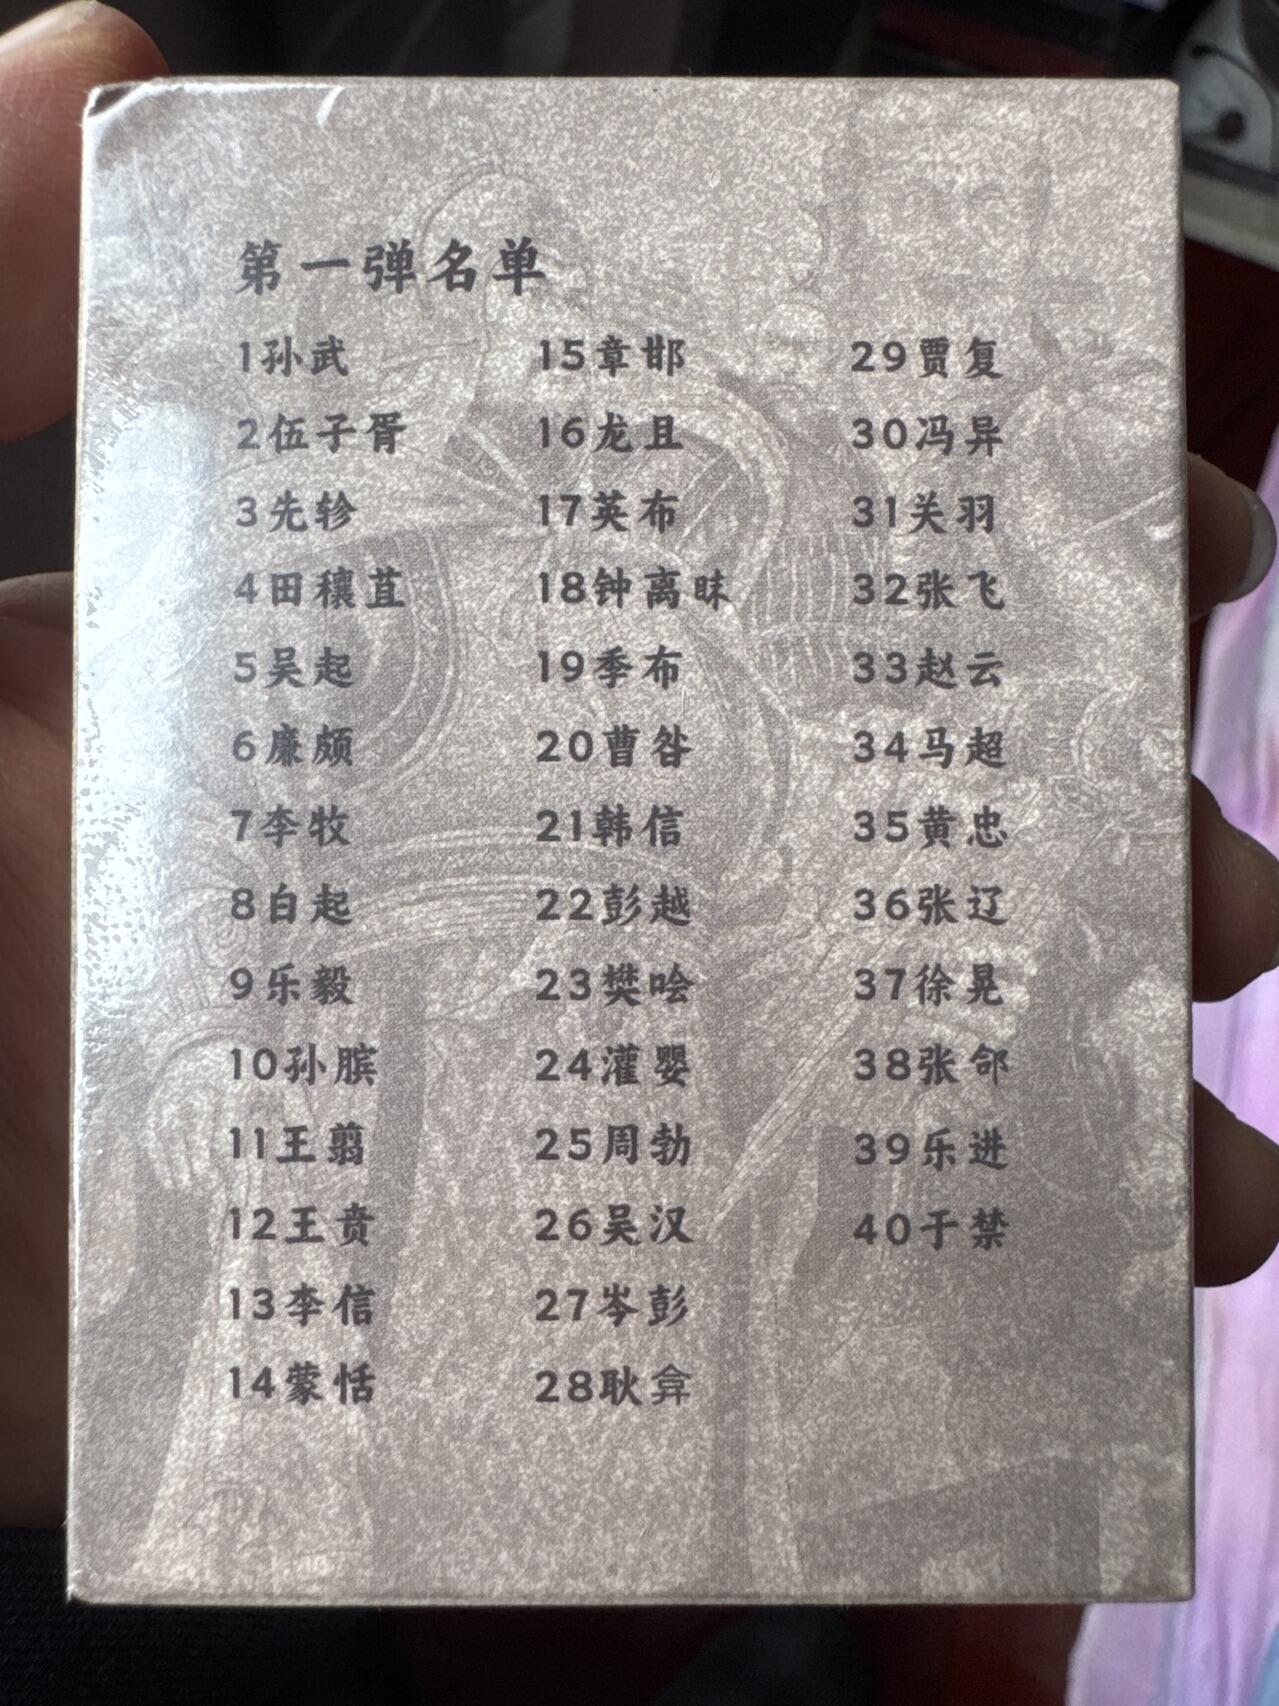 第一弹名单
1孙武
2伍子胥
3先轸
4田穰苴
5吴起
6廉颇
7李牧
8白起
9乐毅
10孙膑
11王翦
12王贲
13李信
14蒙恬
15章邯
16龙且
17英布
18钟离昧
19季布
20曹咎
21韩信
22彭越
23樊哙
24灌婴
25周勃
26吴汉
27岑彭
28耿弇
29贾复
30冯异
31关羽
32张飞
33赵云
34马超
35黄忠
36张辽
37徐晃
38张郃
39乐进
40于禁